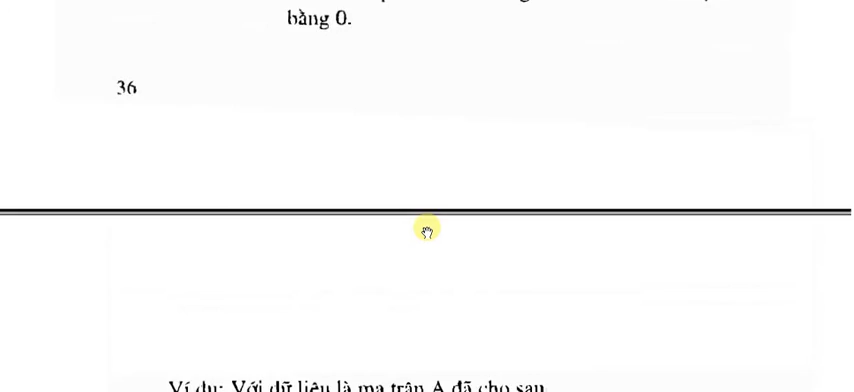 bằng 0.
36
Ví dụ: Với dữ liệu là ma trận A đã cho sau